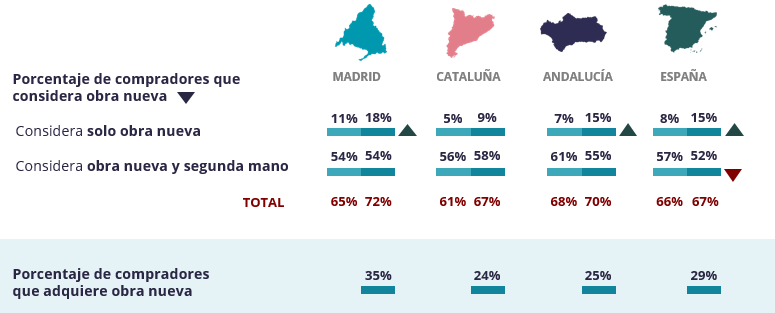 MADRID CATALUÑA ANDALUCÍA ESPAÑA
Porcentaje de compradores que
considera obra nueva
Considera solo obra nueva 11% 18% 5% 9% 7% 15% 8% 15%
Considera obra nueva y segunda mano 54% 54% 56% 58% 61% 55% 57% 52%
TOTAL 65% 72% 61% 67% 68% 70% 66% 67%
Porcentaje de compradores
que adquiere obra nueva 35% 24% 25% 29%